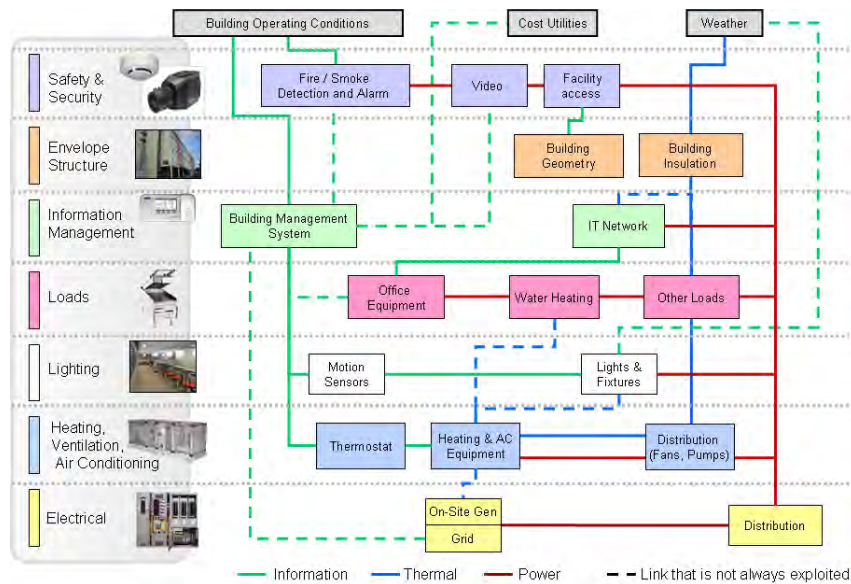 Building Operating Conditions
Cost Utilities
Weather
Safety &
Security
Fire / Smoke
Detection and Alarm
Video
Facility
access
Envelope
Structure
Building
Geometry
Building
Insulation
Information
Management
Building Management
System
IT Network
Loads
Office
Equipment
Water Heating
Other Loads
Lighting
Motion
Sensors
Lights &
Fixtures
Heating,
Ventilation,
Air Conditioning
Thermostat
Heating & AC
Equipment
Distribution
(Fans, Pumps)
Electrical
On-Site Gen
Grid
Distribution
Information
Thermal
Power
Link that is not always exploited